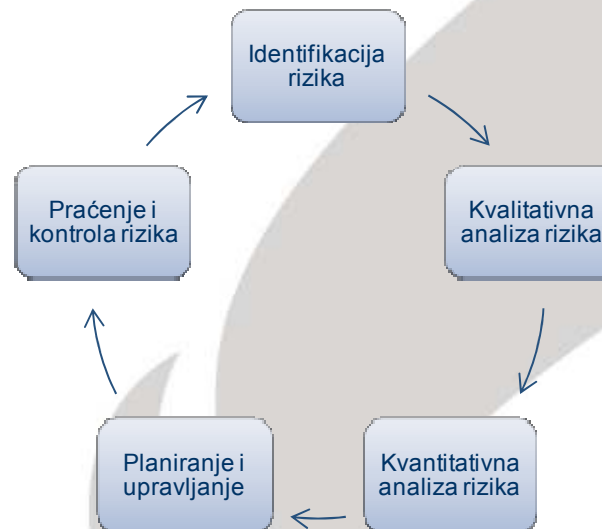 Identifikacija
rizika
Kvalitativna
analiza rizika
Kvantitativna
analiza rizika
Planiranje i
upravljanje
Praćenje i
kontrola rizika